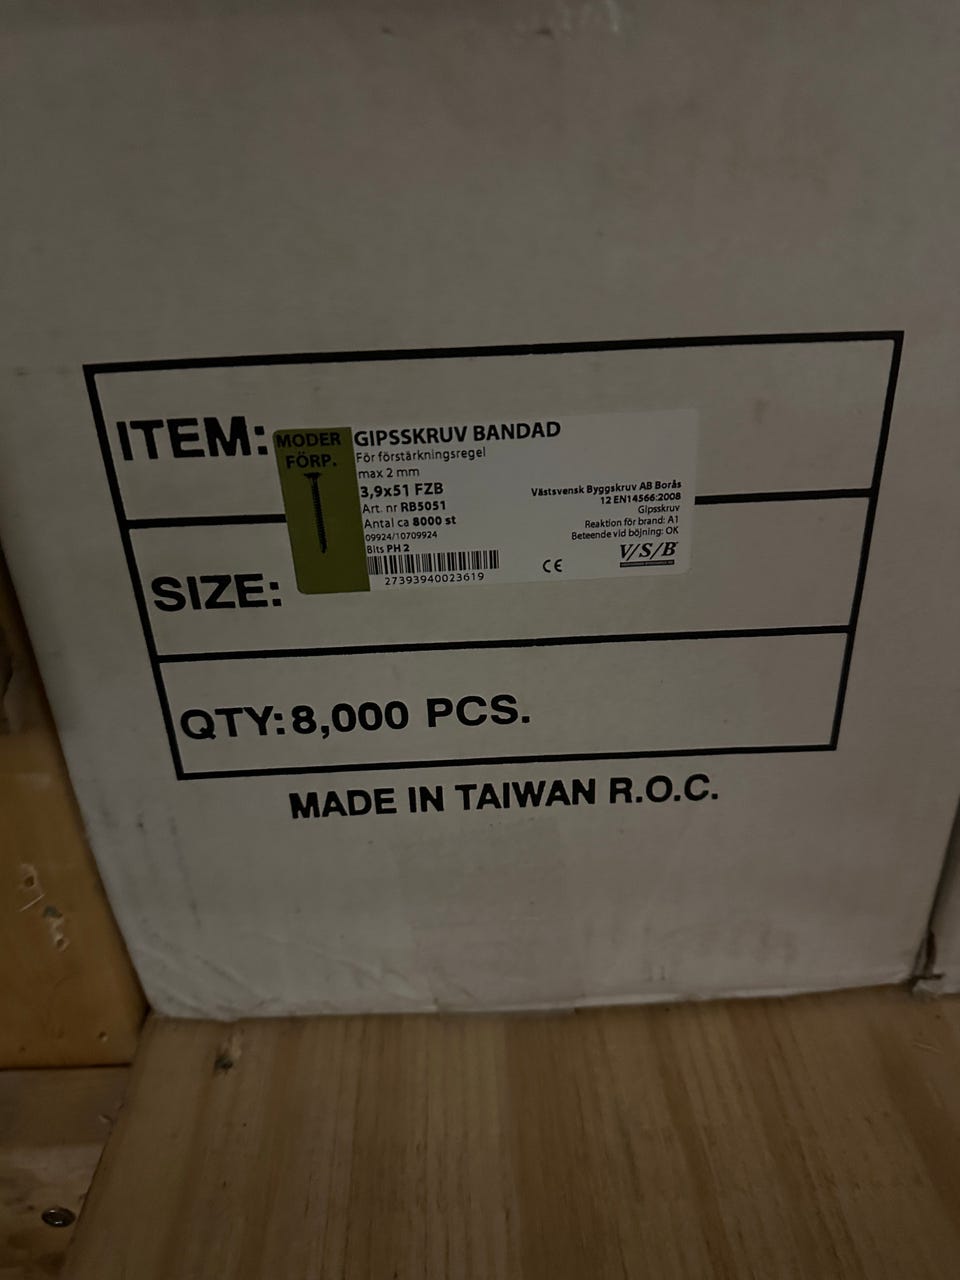 ITEM:
MODER
FÖRP.
GIPSSKRUV BANDAD
För förstärkningsregel
max 2 mm
3,9x51 FZB
Art. nr RB5051
Antal ca 8000 st
09924/10709924
Bits PH 2
27393940023619
Västsvensk Byggskruv AB Borås
12 EN14566:2008
Gipsskruv
Reaktion för brand: A1
Beteende vid böjning: OK
CE
V/S/B
SIZE:
QTY: 8,000 PCS.
MADE IN TAIWAN R.O.C.